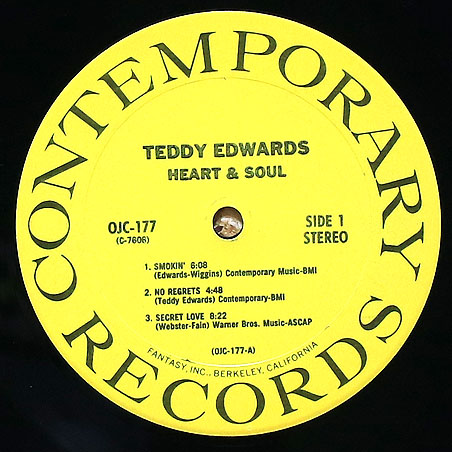 CONTEMPORARY RECORDS
TEDDY EDWARDS
HEART & SOUL
OJC-177
(C-7606)
SIDE 1
STEREO
1. SMOKIN' 6:08
(Edwards-Wiggins) Contemporary Music-BMI
2. NO REGRETS 4:48
(Teddy Edwards) Contemporary-BMI
3. SECRET LOVE 8:22
(Webster-Fain) Warner Bros. Music-ASCAP
(OJC-177-A)
FANTASY, INC., BERKELEY, CALIFORNIA